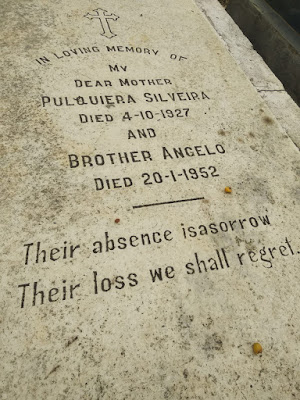 IN LOVING MEMORY OF
MY
DEAR MOTHER
PULQUIERA SILVEIRA
DIED 4-10-1927
AND
BROTHER ANGELO
DIED 20-1-1952
Their absence isasorrow
Their loss we shall regret.